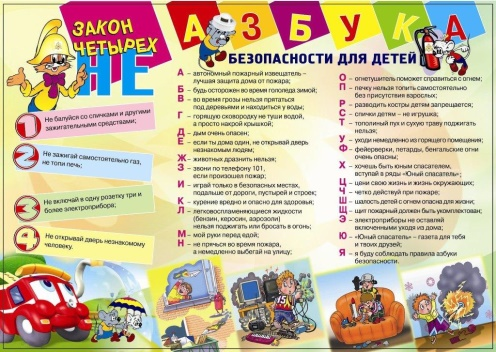 ЗАКОН
ЧЕТЫРЕХ
НЕ
1 Не балуйся со спичками и другими
зажигательными средствами;
2 Не зажигай самостоятельно газ,
не топи печь;
3 Не включай в одну розетку три и
более электроприбора;
4 Не открывай дверь незнакомому
человеку.
АЗБУКА
БЕЗОПАСНОСТИ ДЛЯ ДЕТЕЙ
А – автономный пожарный извещатель –
лучшая защита дома от пожара;
Б – будь осторожен во время гололеда зимой;
В – во время грозы нельзя прятаться
под деревьями и находиться у воды;
Г – горящую сковородку не туши водой,
а просто накрой крышкой;
Д – дым очень опасен;
Е – если ты дома один, не открывай дверь
незнакомым людям;
Ж – животных дразнить нельзя;
З – звони по телефону 101,
если произошел пожар;
И – играй только в безопасных местах,
подальше от дороги, пустырей и строек;
К – курение вредно и опасно для здоровья;
Л – легковоспламеняющиеся жидкости
(бензин, керосин, аэрозоли)
нельзя поджигать или бросать в огонь;
М – мой руки перед едой;
Н – не прячься во время пожара,
а немедленно выбегай на улицу;
О – огнетушитель поможет справиться с огнем;
П – печку нельзя топить самостоятельно
без присутствия взрослых;
Р – разводить костры детям запрещается;
С – спички детям – не игрушка;
Т – тополиный пух и сухую траву поджигать
нельзя;
У – уходи немедленно из горящего помещения;
Ф – фейерверки, петарды, бенгальские огни
очень опасны;
Х – хочешь быть юным спасателем,
вступай в ряды «Юный спасатель»;
Ц – цени свою жизнь и жизнь окружающих;
Ч – четко действуй при пожаре;
Ш – шалость детей с огнем опасна для жизни;
Щ – щит пожарный должен быть укомплектован;
Э – электроприборы не оставляй
включенными уходя из дома;
Ю – «Юный спасатель» – газета для тебя
и твоих друзей;
Я – я буду соблюдать правила азбуки
безопасности.